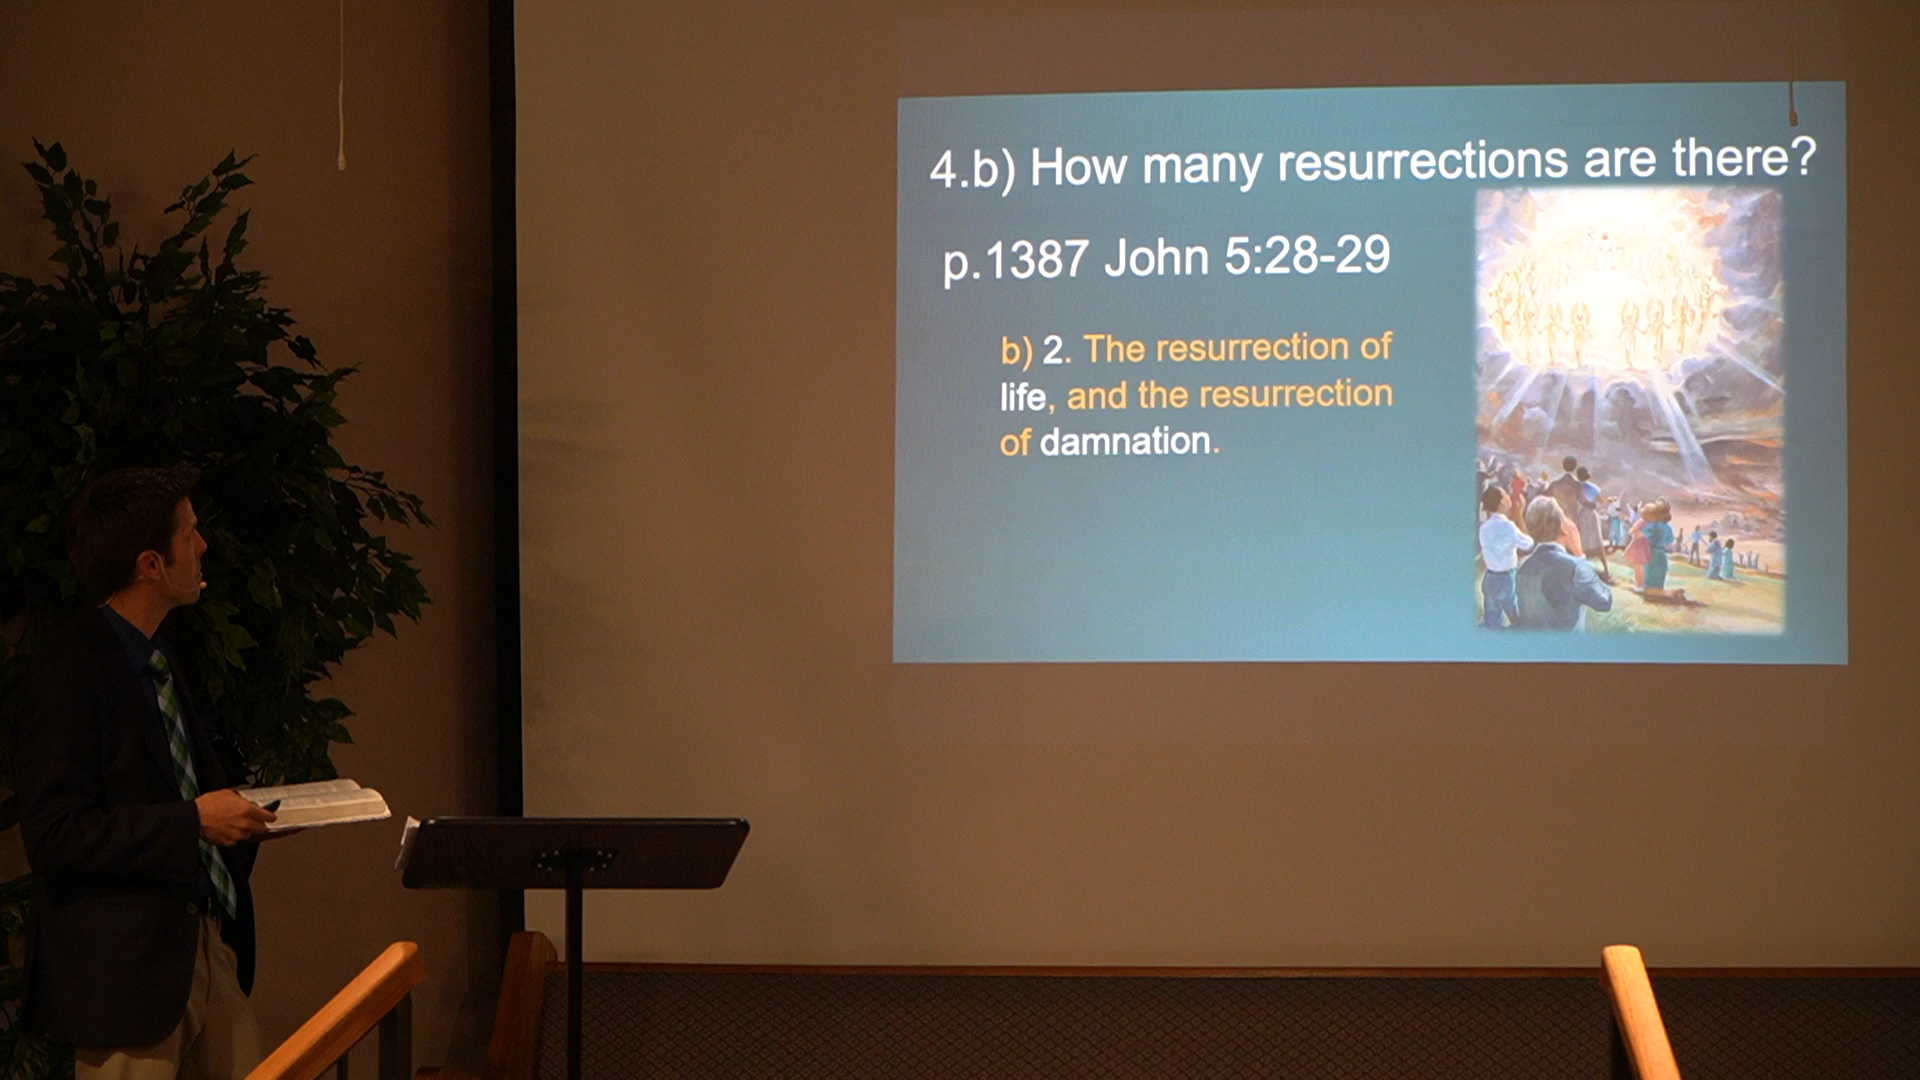 4.b) How many resurrections are there?
p.1387 John 5:28-29
b) 2. The resurrection of
life, and the resurrection
of damnation.